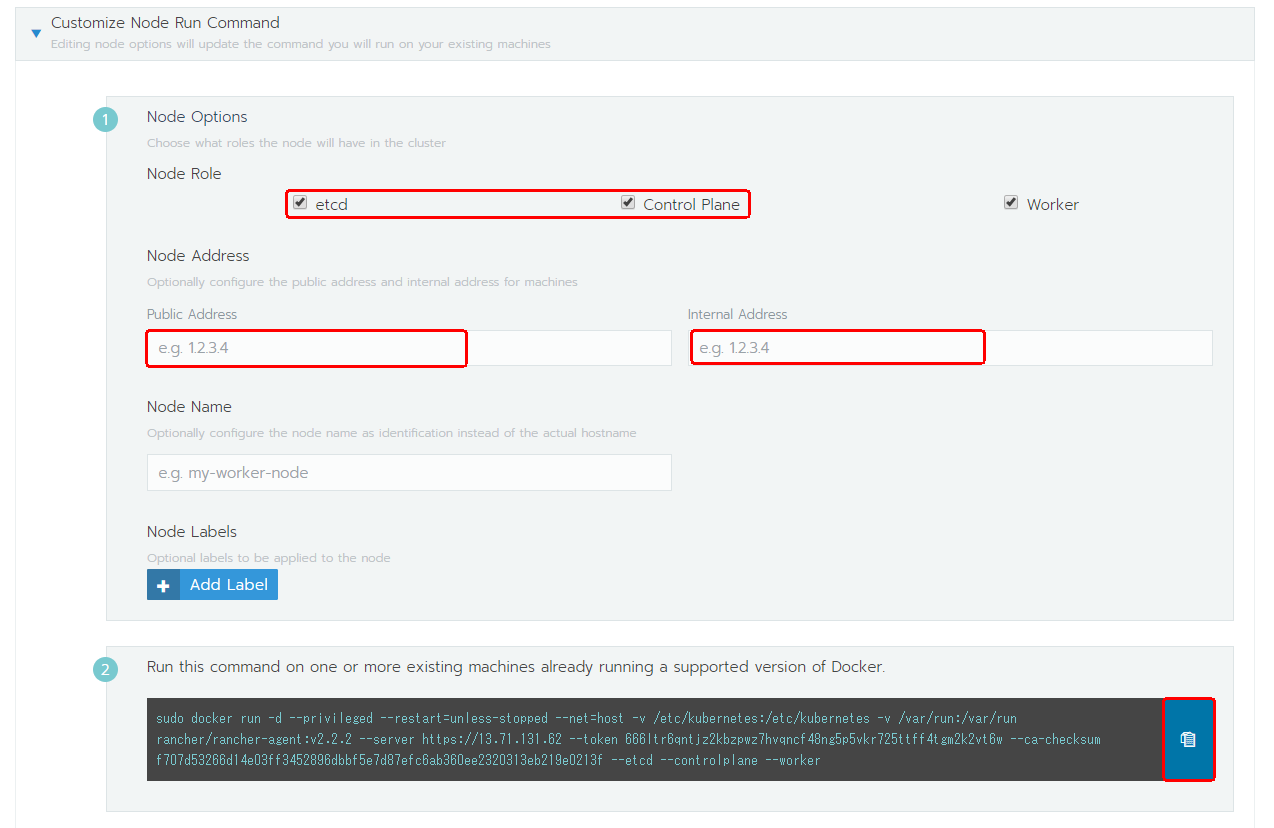 Customize Node Run Command
Editing node options will update the command you will run on your existing machines
1
Node Options
Choose what roles the node will have in the cluster
Node Role
etcd Control Plane Worker
Node Address
Optionally configure the public address and internal address for machines
Public Address Internal Address
e.g. 1.2.3.4 e.g. 1.2.3.4
Node Name
Optionally configure the node name as identification instead of the actual hostname
e.g. my-worker-node
Node Labels
Optional labels to be applied to the node
+ Add Label
2
Run this command on one or more existing machines already running a supported version of Docker.
sudo docker run -d --privileged --restart=unless-stopped --net=host -v /etc/kubernetes:/etc/kubernetes -v /var/run:/var/run
rancher/rancher-agent:v2.2.2 --server https://13.71.131.62 --token 666ltr6qntjz2kbzpwz7hvqncf48ng5p5vkr725ttff4tgm2k2vt6w --ca-checksum
f707d53266d14e03ff3452896dbbf5e7d87efc6ab360ee2320313eb219e0213f --etcd --controlplane --worker